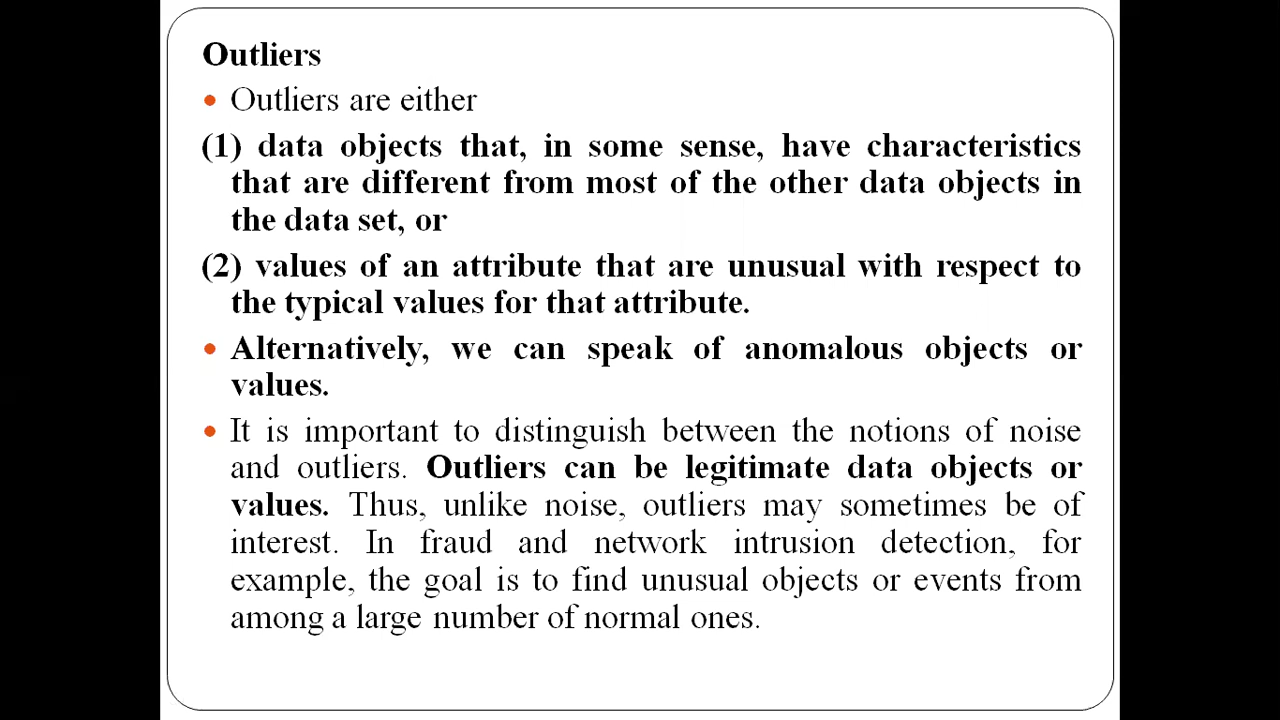 Outliers
• Outliers are either
(1) data objects that, in some sense, have characteristics
that are different from most of the other data objects in
the data set, or
(2) values of an attribute that are unusual with respect to
the typical values for that attribute.
• Alternatively, we can speak of anomalous objects or
values.
• It is important to distinguish between the notions of noise
and outliers. Outliers can be legitimate data objects or
values. Thus, unlike noise, outliers may sometimes be of
interest. In fraud and network intrusion detection, for
example, the goal is to find unusual objects or events from
among a large number of normal ones.